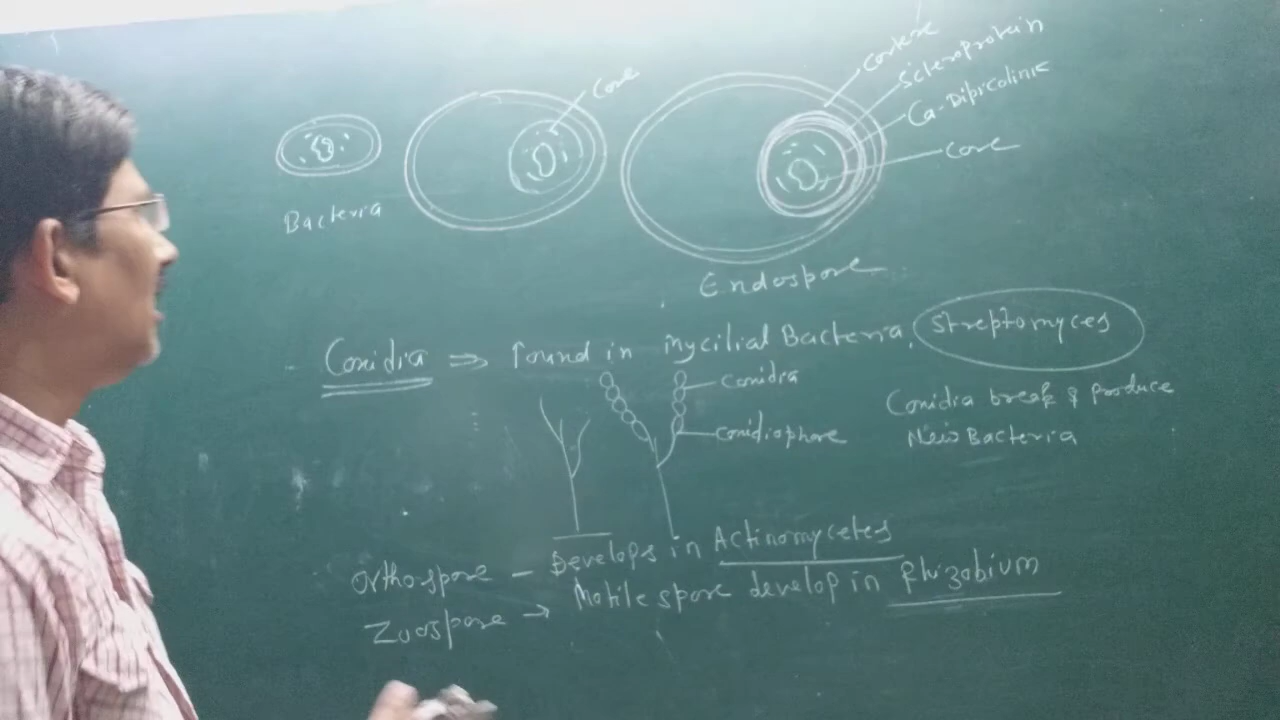 Core
Cortex
Scleroprotein
Ca-Dipicolinic
Core
Bacteria
Endospore
Conidia ⇒ found in Mycilial Bacteria, Streptomyces
Conidia
Conidiophore
Conidia break & produce
New Bacteria
Orthospore - Develops in Actinomycetes
Zoospore → Motile spore develop in Rhizobium